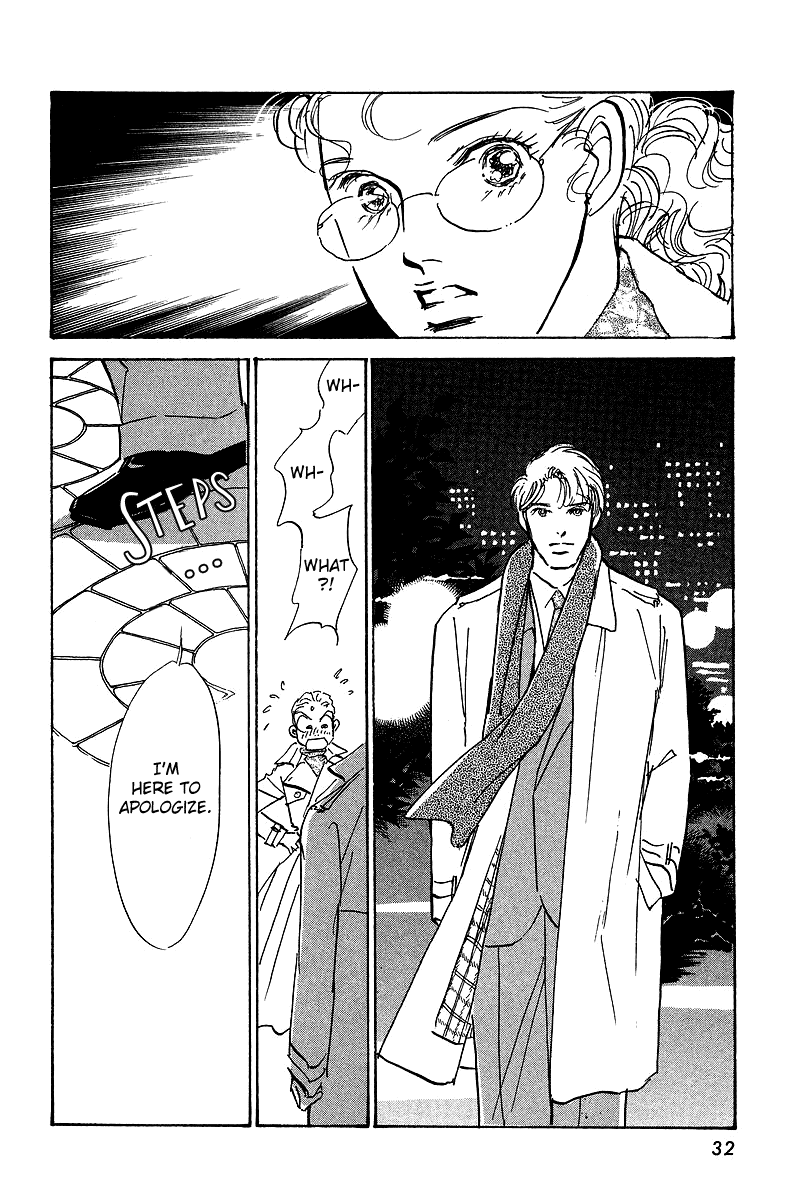 WH-
WH-
WHAT
?!
STEPS
...
I'M
HERE TO
APOLOGIZE.
32